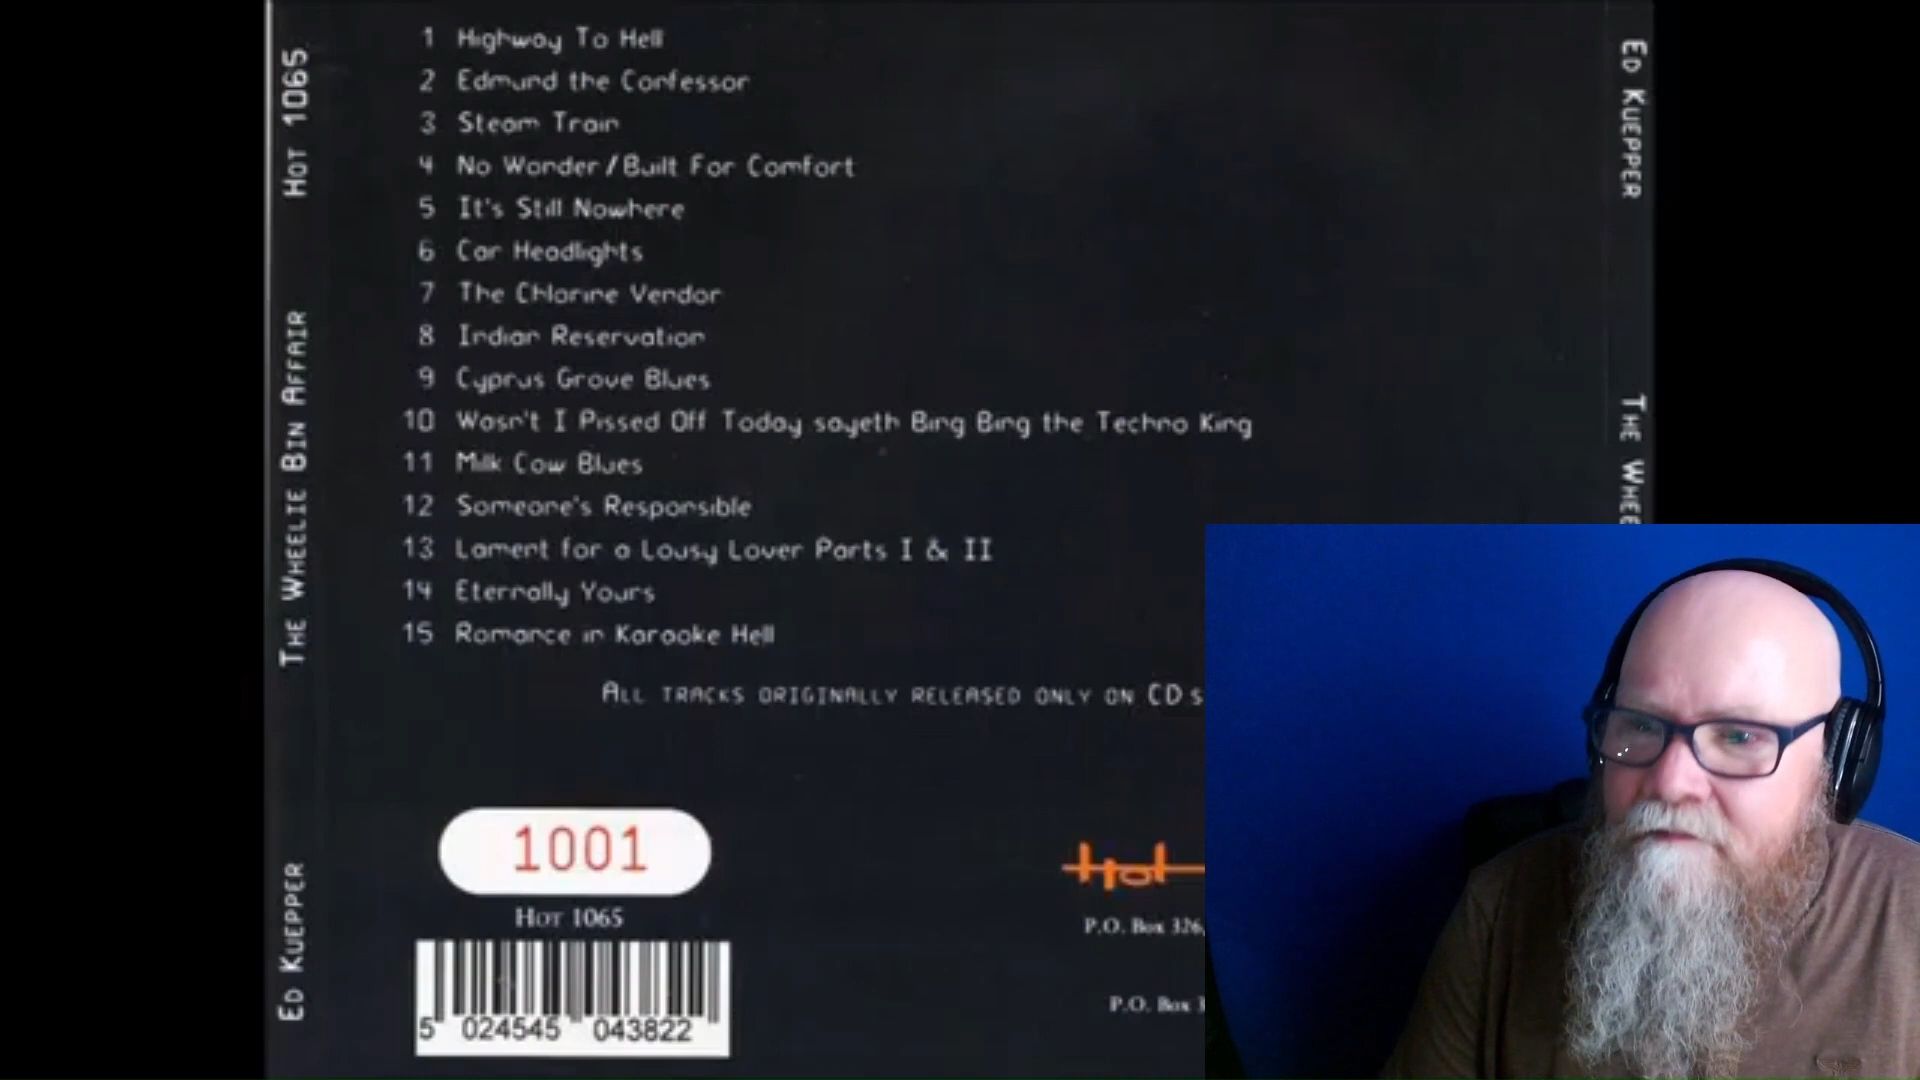 1 Highway To Hell
2 Edmund the Confessor
3 Steam Train
4 No Wonder/Built For Comfort
5 It's Still Nowhere
6 Car Headlights
7 The Chlorine Vendor
8 Indian Reservation
9 Cyprus Grove Blues
10 Wasn't I Pissed Off Today sayeth Bing Bing the Techno King
11 Milk Cow Blues
12 Someone's Responsible
13 Lament for a Lousy Lover Parts I & II
14 Eternally Yours
15 Romance in Karaoke Hell
ALL TRACKS ORIGINALLY RELEASED ONLY ON CD S
1001
HOT 1065
5 024545 043822
Hot
P.O. Box 326,
P.O. Box 3
ED KUEPPER THE WHEELIE BIN AFFAIR HOT 1065
ED KUEPPER THE WHEE